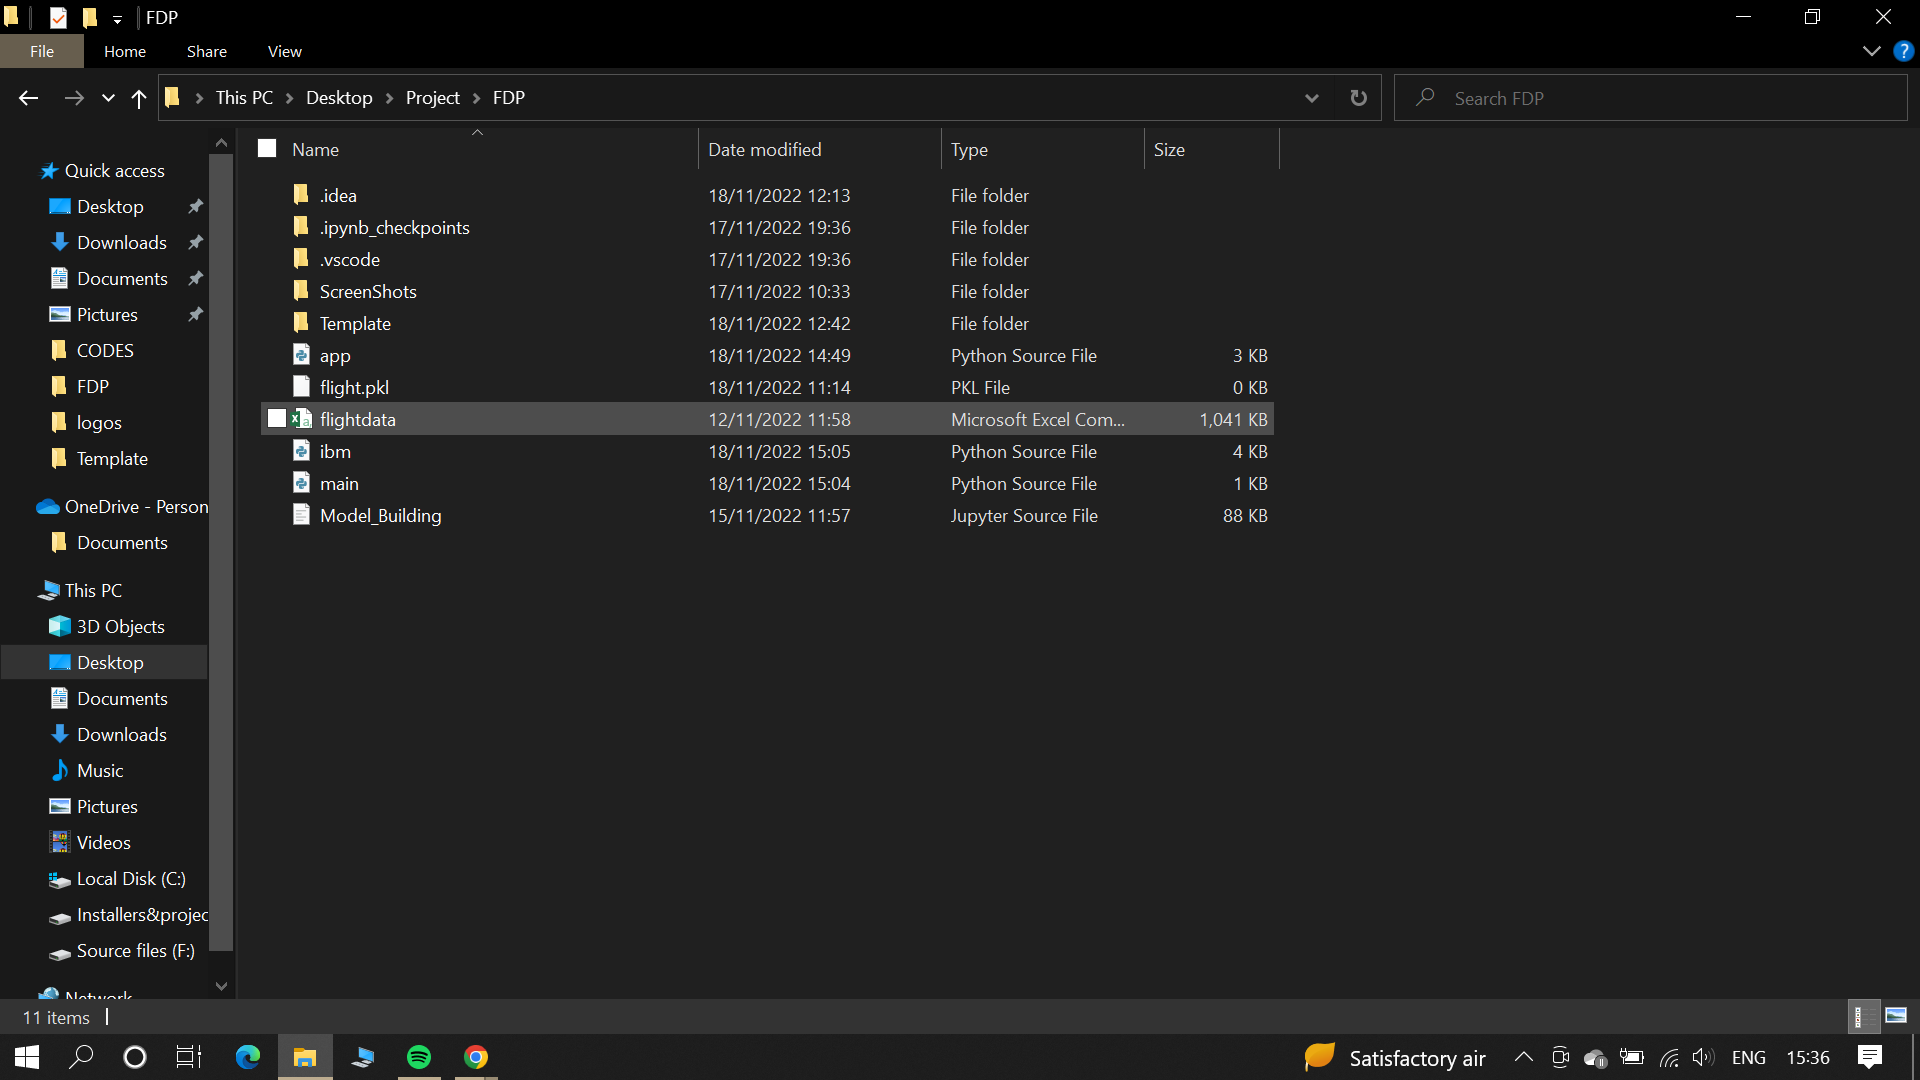 FDP
File Home Share View
This PC Desktop Project FDP
Search FDP
Name Date modified Type Size
Quick access
Desktop
Downloads
Documents
Pictures
CODES
FDP
logos
Template
OneDrive - Person
Documents
This PC
3D Objects
Desktop
Documents
Downloads
Music
Pictures
Videos
Local Disk (C:)
Installers&projec
Source files (F:)
Network
.idea 18/11/2022 12:13 File folder
.ipynb_checkpoints 17/11/2022 19:36 File folder
.vscode 17/11/2022 19:36 File folder
ScreenShots 17/11/2022 10:33 File folder
Template 18/11/2022 12:42 File folder
app 18/11/2022 14:49 Python Source File 3 KB
flight.pkl 18/11/2022 11:14 PKL File 0 KB
flightdata 12/11/2022 11:58 Microsoft Excel Com... 1,041 KB
ibm 18/11/2022 15:05 Python Source File 4 KB
main 18/11/2022 15:04 Python Source File 1 KB
Model_Building 15/11/2022 11:57 Jupyter Source File 88 KB
11 items
Satisfactory air ENG 15:36